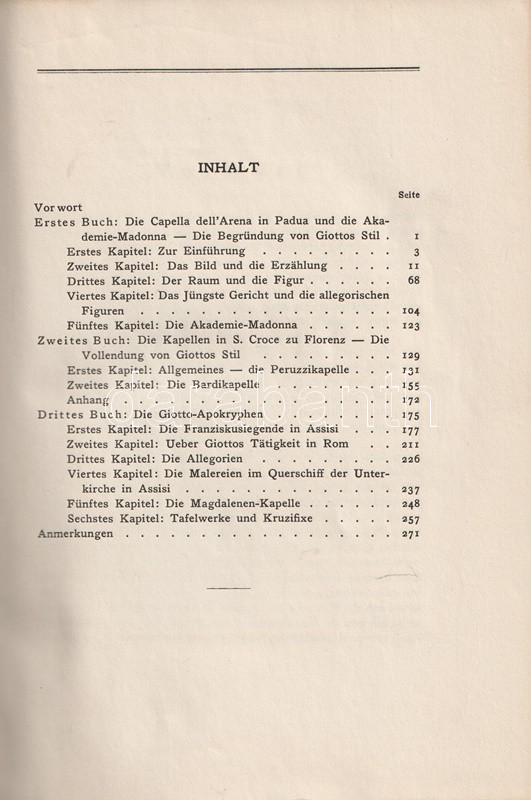 INHALT
Seite
Vorwort
Erstes Buch: Die Capella dell'Arena in Padua und die Aka-
demie-Madonna — Die Begründung von Giottos Stil . 1
Erstes Kapitel: Zur Einführung . . . . . . . . . 3
Zweites Kapitel: Das Bild und die Erzählung . . . . 11
Drittes Kapitel: Der Raum und die Figur . . . . . . 68
Viertes Kapitel: Das Jüngste Gericht und die allegorischen
Figuren . . . . . . . . . . . . . . . . . 104
Fünftes Kapitel: Die Akademie-Madonna . . . . . . 123
Zweites Buch: Die Kapellen in S. Croce zu Florenz — Die
Vollendung von Giottos Stil . . . . . . . . . 129
Erstes Kapitel: Allgemeines — die Peruzzikapelle . . . 131
Zweites Kapitel: Die Bardikapelle . . . . . . . . 155
Anhang . . . . . . . . . . . . . . . . . . 172
Drittes Buch: Die Giotto-Apokryphen . . . . . . . . 175
Erstes Kapitel: Die Franziskusiegende in Assisi . . . 177
Zweites Kapitel: Ueber Giottos Tätigkeit in Rom . . 211
Drittes Kapitel: Die Allegorien . . . . . . . . . 226
Viertes Kapitel: Die Malereien im Querschiff der Unter-
kirche in Assisi . . . . . . . . . . . . . . 237
Fünftes Kapitel: Die Magdalenen-Kapelle . . . . . . 248
Sechstes Kapitel: Tafelwerke und Kruzifixe . . . . . 257
Anmerkungen . . . . . . . . . . . . . . . . . . 271
darabanth